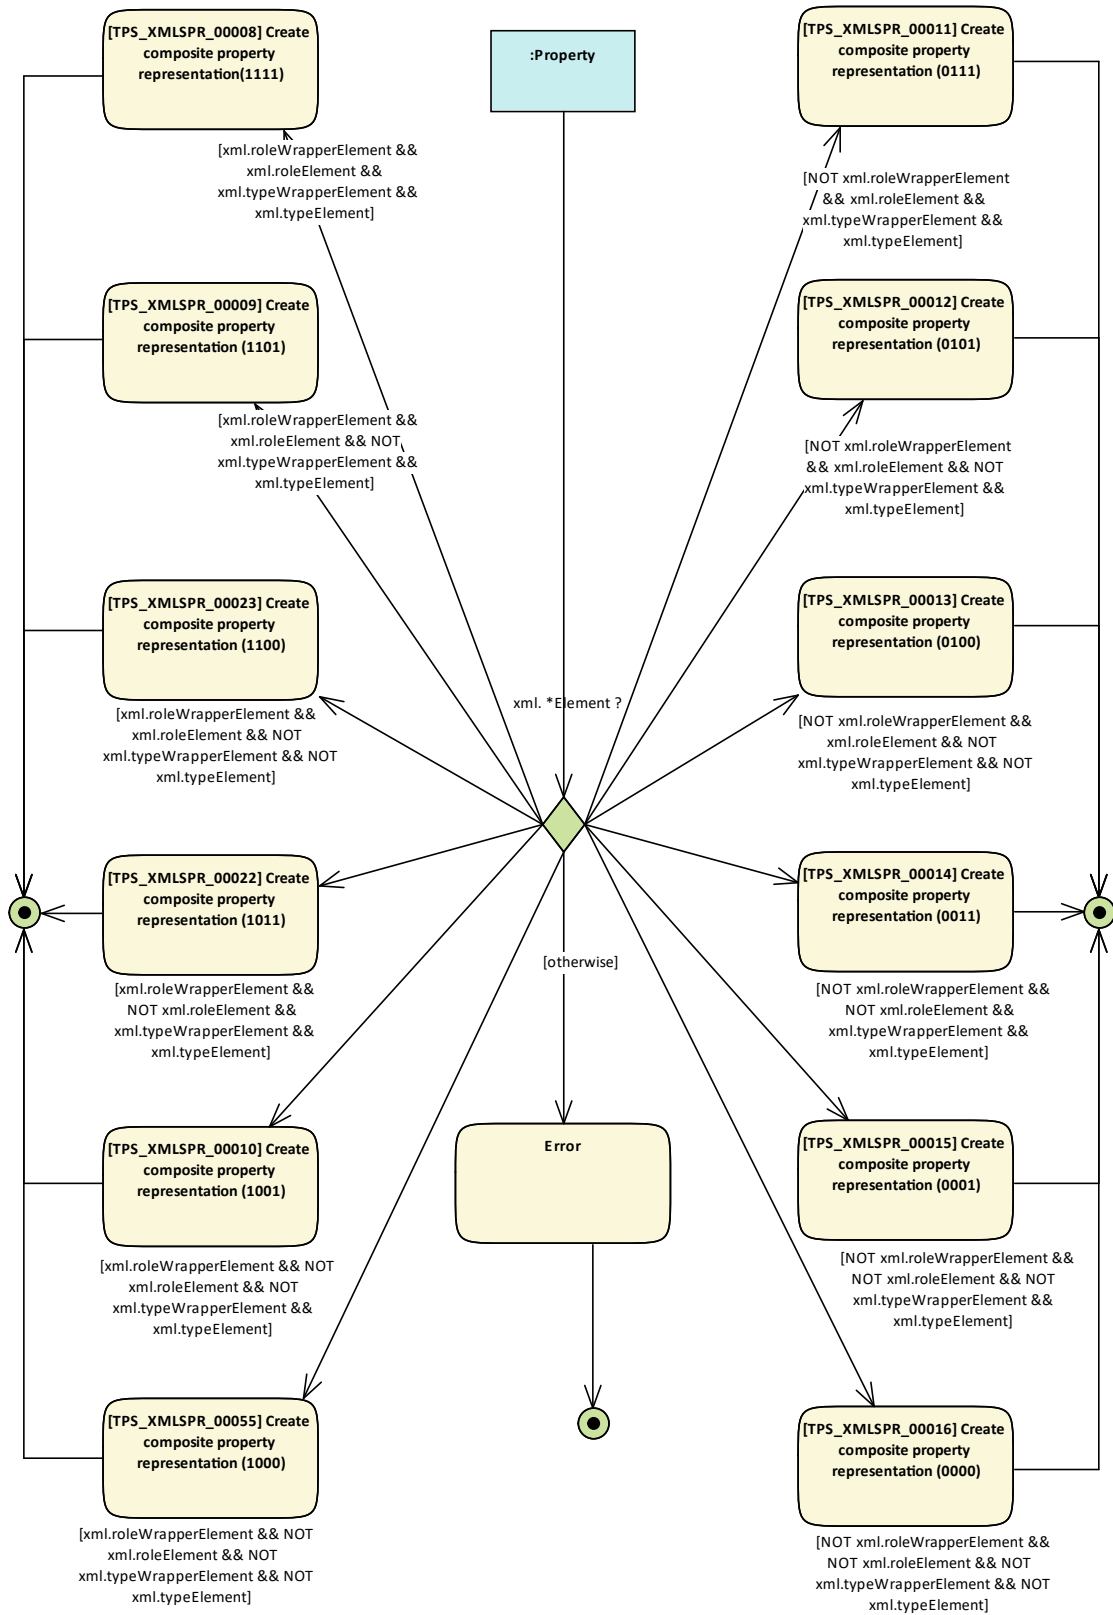 [TPS_XMLSPR_00008] Create
composite property
representation(1111)
:Property
[TPS_XMLSPR_00011] Create
composite property
representation (0111)
[xml.roleWrapperElement &&
xml.roleElement &&
xml.typeWrapperElement &&
xml.typeElement]
[NOT xml.roleWrapperElement
&& xml.roleElement &&
xml.typeWrapperElement &&
xml.typeElement]
[TPS_XMLSPR_00009] Create
composite property
representation (1101)
[TPS_XMLSPR_00012] Create
composite property
representation (0101)
[xml.roleWrapperElement &&
xml.roleElement && NOT
xml.typeWrapperElement &&
xml.typeElement]
[NOT xml.roleWrapperElement
&& xml.roleElement && NOT
xml.typeWrapperElement &&
xml.typeElement]
[TPS_XMLSPR_00023] Create
composite property
representation (1100)
[TPS_XMLSPR_00013] Create
composite property
representation (0100)
xml. *Element ?
[xml.roleWrapperElement &&
xml.roleElement && NOT
xml.typeWrapperElement && NOT
xml.typeElement]
[NOT xml.roleWrapperElement &&
xml.roleElement && NOT
xml.typeWrapperElement && NOT
xml.typeElement]
[TPS_XMLSPR_00022] Create
composite property
representation (1011)
[TPS_XMLSPR_00014] Create
composite property
representation (0011)
[otherwise]
[xml.roleWrapperElement &&
NOT xml.roleElement &&
xml.typeWrapperElement &&
xml.typeElement]
[NOT xml.roleWrapperElement &&
NOT xml.roleElement &&
xml.typeWrapperElement &&
xml.typeElement]
[TPS_XMLSPR_00010] Create
composite property
representation (1001)
Error
[TPS_XMLSPR_00015] Create
composite property
representation (0001)
[xml.roleWrapperElement && NOT
xml.roleElement && NOT
xml.typeWrapperElement &&
xml.typeElement]
[NOT xml.roleWrapperElement &&
NOT xml.roleElement && NOT
xml.typeWrapperElement &&
xml.typeElement]
[TPS_XMLSPR_00055] Create
composite property
representation (1000)
[TPS_XMLSPR_00016] Create
composite property
representation (0000)
[xml.roleWrapperElement && NOT
xml.roleElement && NOT
xml.typeWrapperElement && NOT
xml.typeElement]
[NOT xml.roleWrapperElement &&
NOT xml.roleElement && NOT
xml.typeWrapperElement && NOT
xml.typeElement]